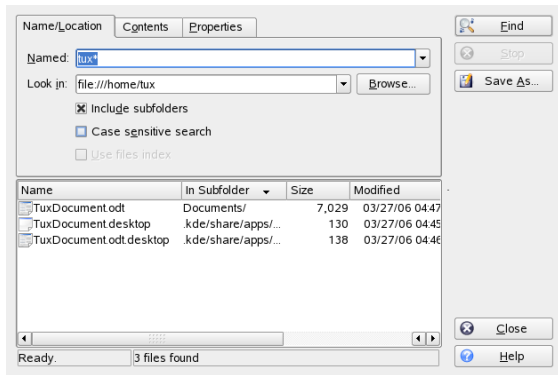 Name/Location Contents Properties
Named: tux*
Look in: file:///home/tux Browse...
Include subfolders
Case sensitive search
Use files index
Find
Stop
Save As...
Name In Subfolder Size Modified
TuxDocument.odt Documents/ 7,029 03/27/06 04:47
TuxDocument.desktop .kde/share/apps/... 130 03/27/06 04:45
TuxDocument.odt.desktop .kde/share/apps/... 138 03/27/06 04:46
Close
Ready. 3 files found
Help